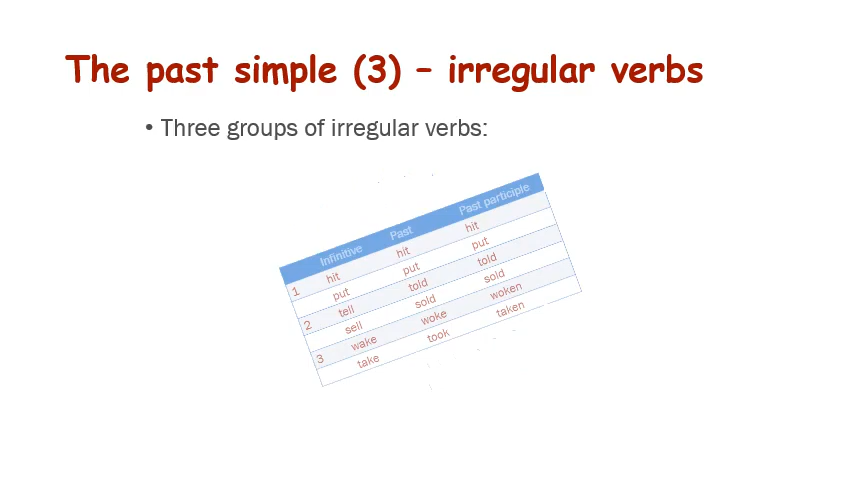 The past simple (3) – irregular verbs
• Three groups of irregular verbs:
Infinitive Past Past participle
1 hit hit hit
put put put
2 tell told told
sell sold sold
3 wake woke woken
take took taken